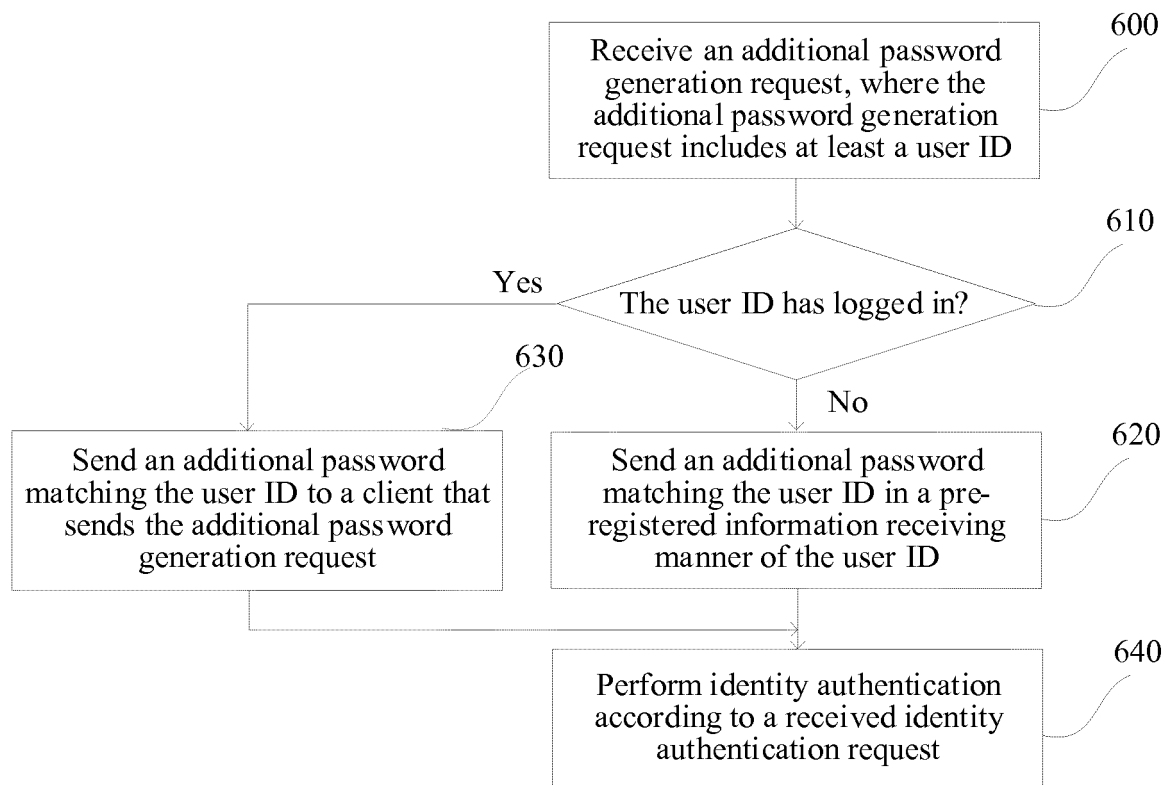 600
Receive an additional password
generation request, where the
additional password generation
request includes at least a user ID
610
Yes
The user ID has logged in?
630
No
Send an additional password
matching the user ID to a client that
sends the additional password
generation request
620
Send an additional password
matching the user ID in a pre-
registered information receiving
manner of the user ID
640
Perform identity authentication
according to a received identity
authentication request